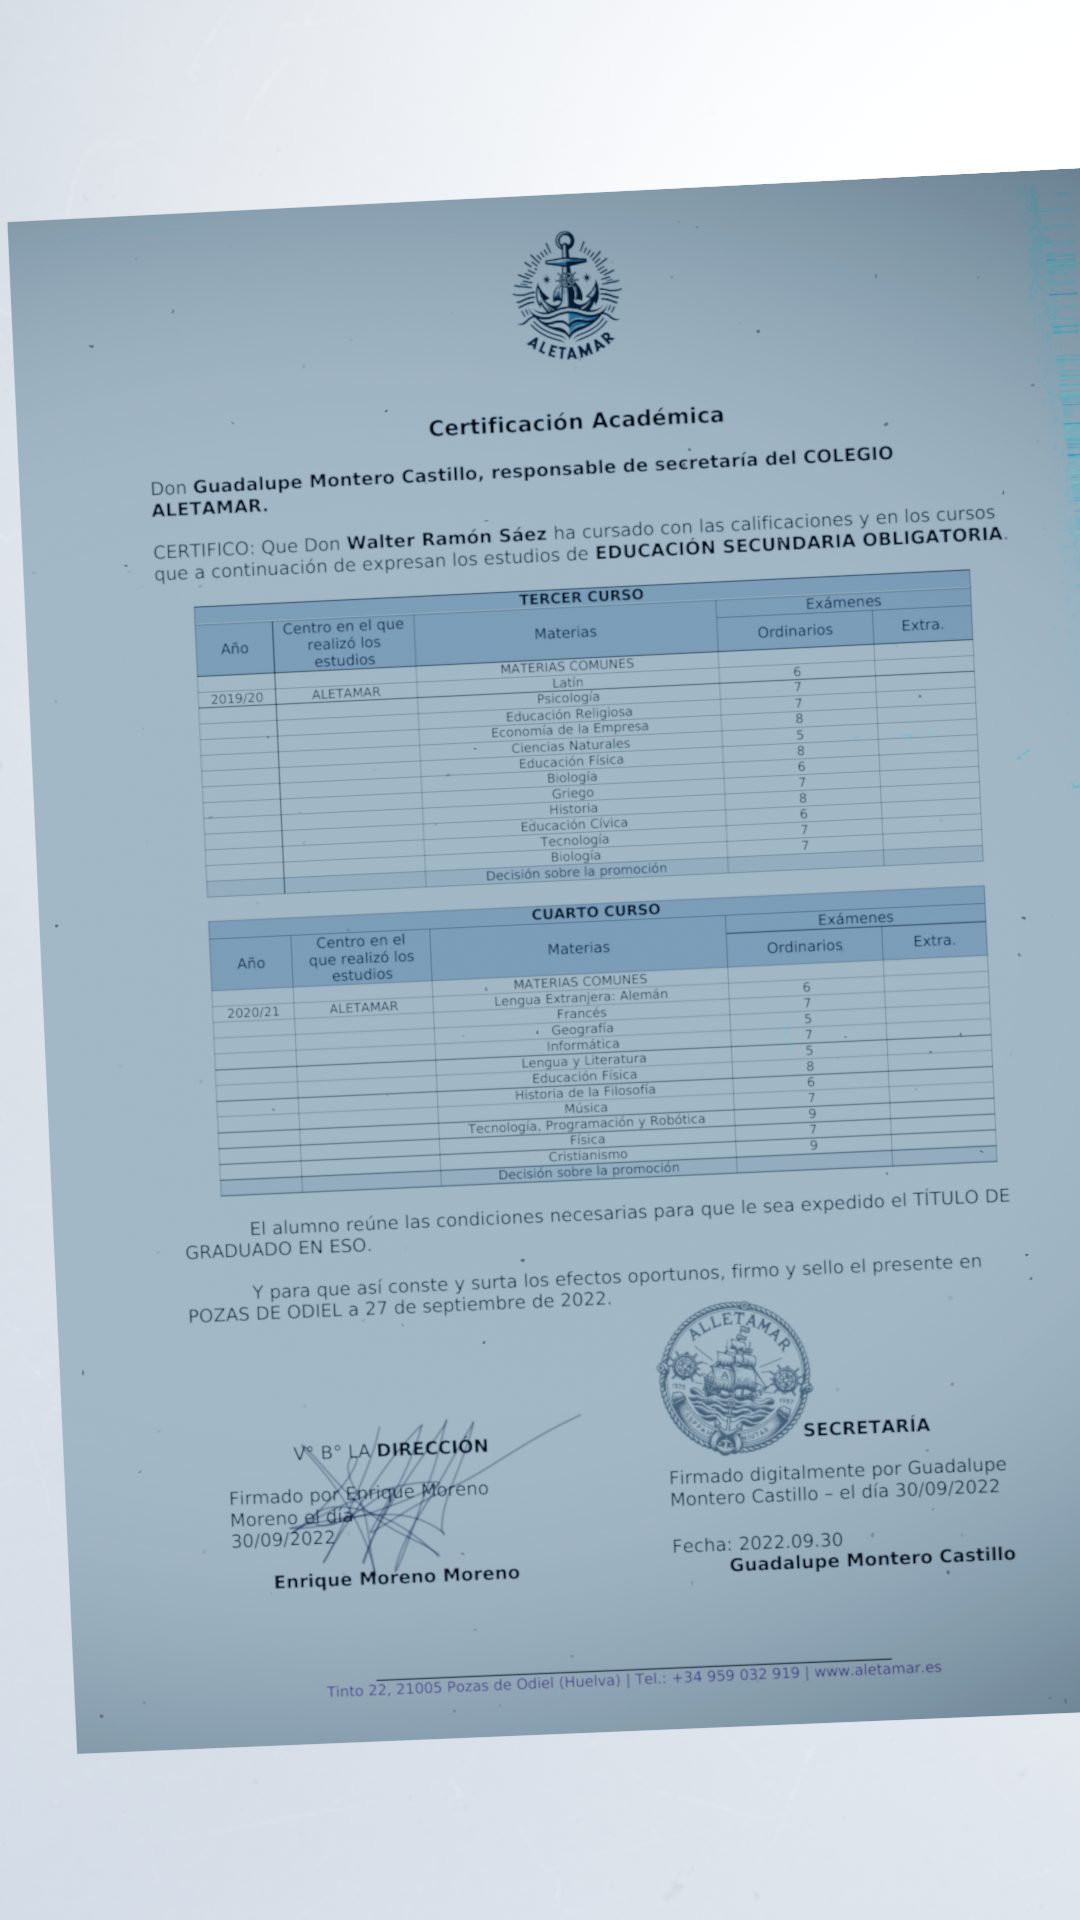 ALETAMAR
Certificación Académica
Don Guadalupe Montero Castillo, responsable de secretaría del COLEGIO
ALETAMAR.
CERTIFICO: Que Don Walter Ramón Sáez ha cursado con las calificaciones y en los cursos
que a continuación de expresan los estudios de EDUCACIÓN SECUNDARIA OBLIGATORIA.
TERCER CURSO
Año Centro en el que realizó los estudios Materias Exámenes
Ordinarios Extra.
MATERIAS COMUNES
2019/20 ALETAMAR Latín 6
Psicología 7
Educación Religiosa 7
Economía de la Empresa 8
Ciencias Naturales 5
Educación Física 8
Biología 6
Griego 7
Historia 8
Educación Cívica 6
Tecnología 7
Biología 7
Decisión sobre la promoción
CUARTO CURSO
Año Centro en el que realizó los estudios Materias Exámenes
Ordinarios Extra.
MATERIAS COMUNES
2020/21 ALETAMAR Lengua Extranjera: Alemán 6
Francés 7
Geografía 5
Informática 7
Lengua y Literatura 5
Educación Física 8
Historia de la Filosofía 6
Música 7
Tecnología, Programación y Robótica 9
Física 7
Cristianismo 9
Decisión sobre la promoción
El alumno reúne las condiciones necesarias para que le sea expedido el TÍTULO DE
GRADUADO EN ESO.
Y para que así conste y surta los efectos oportunos, firmo y sello el presente en
POZAS DE ODIEL a 27 de septiembre de 2022.
ALLETAMAR
A
Vº B° LA DIRECCIÓN
SECRETARÍA
Firmado por Enrique Moreno
Moreno el día
30/09/2022
Enrique Moreno Moreno
Firmado digitalmente por Guadalupe
Montero Castillo – el día 30/09/2022
Fecha: 2022.09.30
Guadalupe Montero Castillo
Tinto 22, 21005 Pozas de Odiel (Huelva) | Tel.: +34 959 032 919 | www.aletamar.es